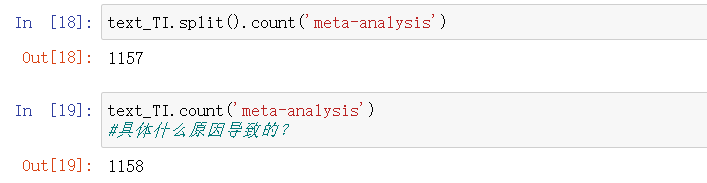 In [18]: text_TI.split().count('meta-analysis')
Out[18]: 1157
In [19]: text_TI.count('meta-analysis')
#具体什么原因导致的？
Out[19]: 1158